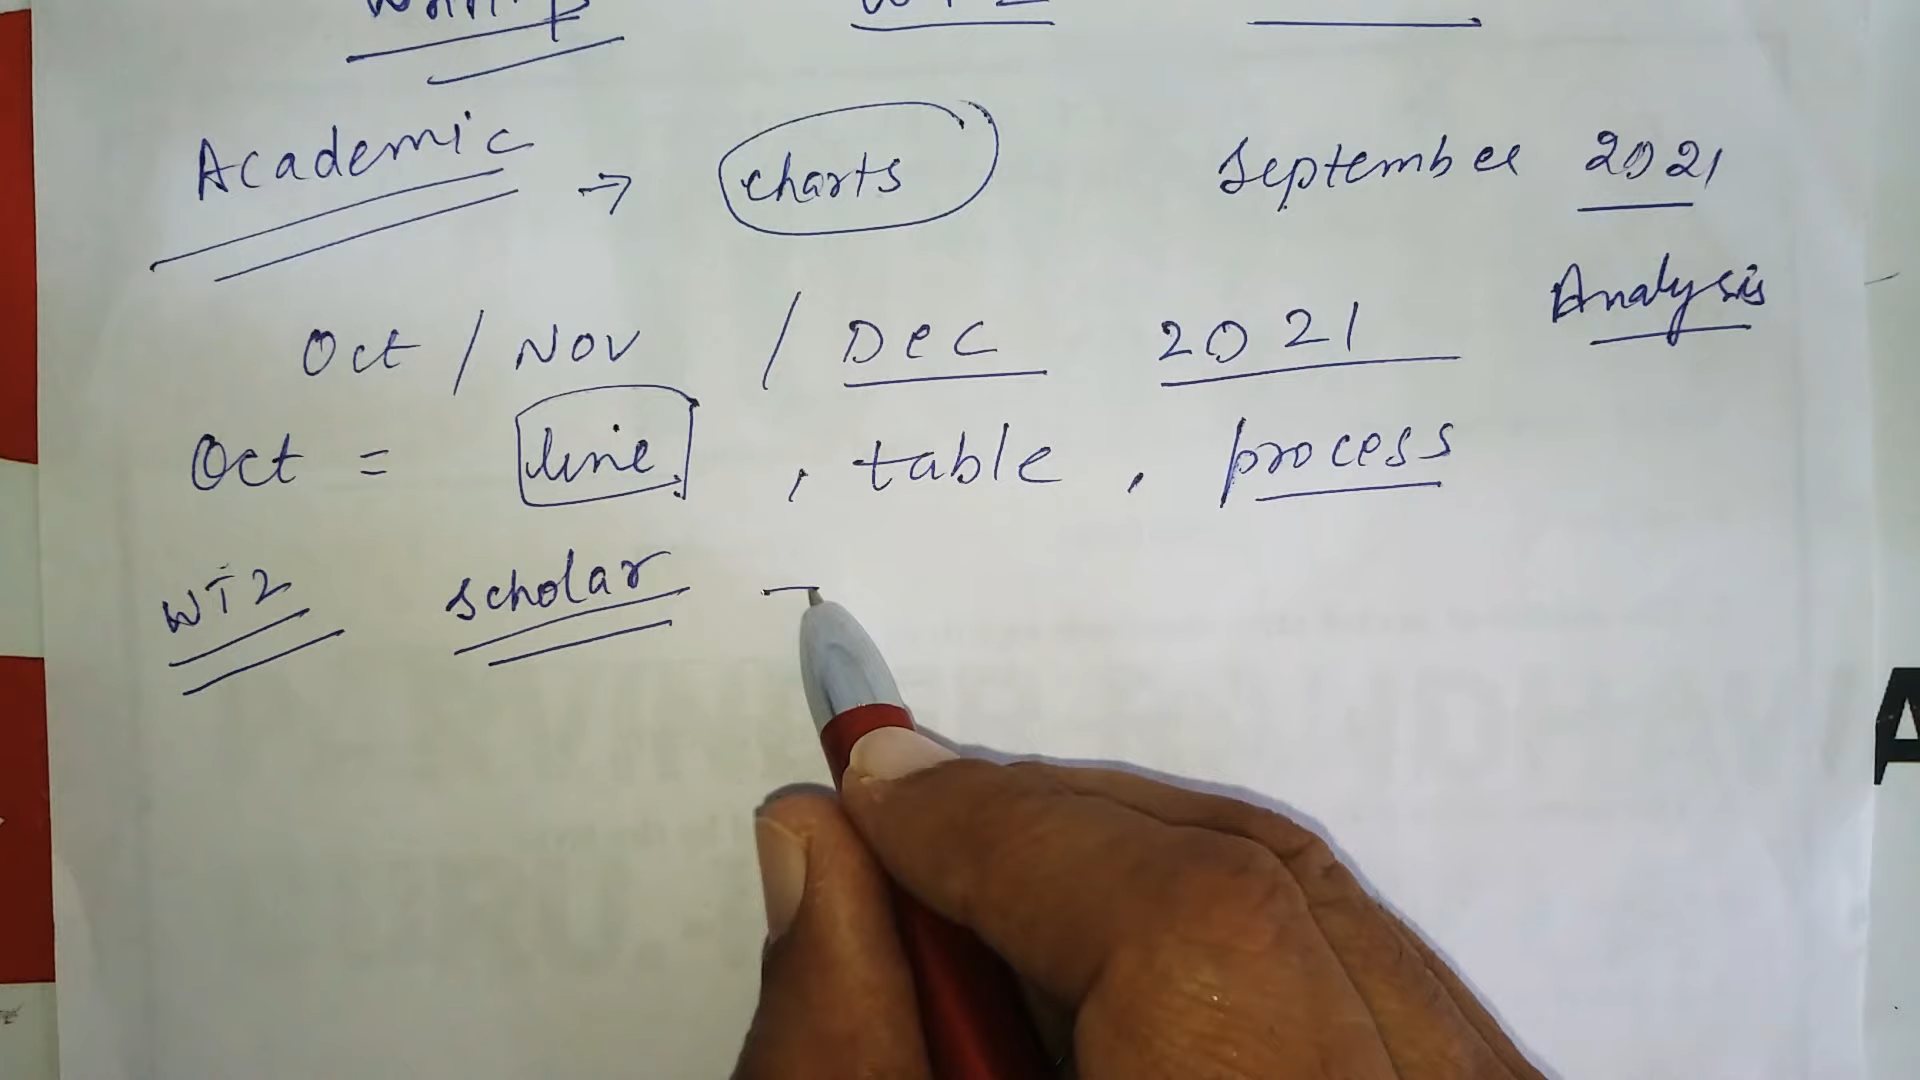 Academic → charts September 2021
Analysis
Oct / Nov / Dec 2021
Oct = line , table , process
WT2 scholar —
A